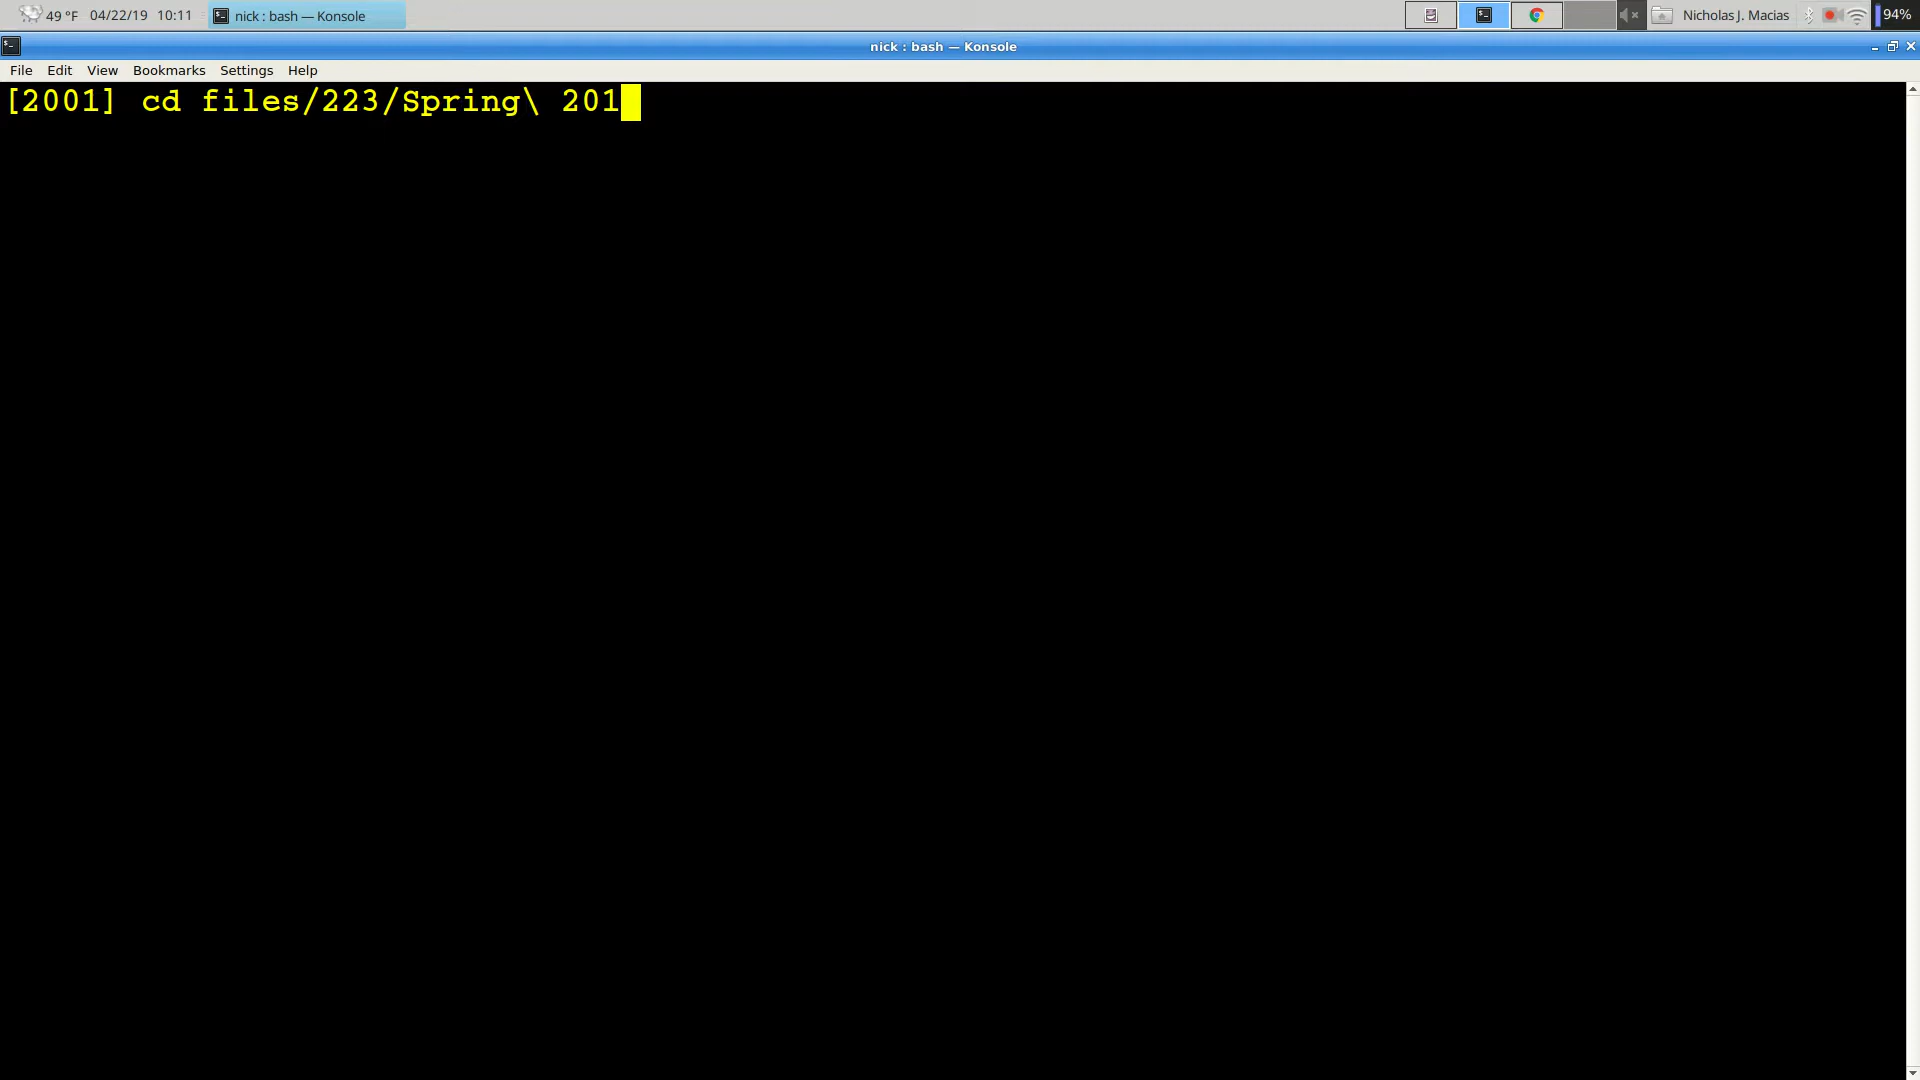 49 °F 04/22/19 10:11 nick : bash — Konsole Nicholas J. Macias 94%
nick : bash — Konsole
File Edit View Bookmarks Settings Help
[2001] cd files/223/Spring\ 201